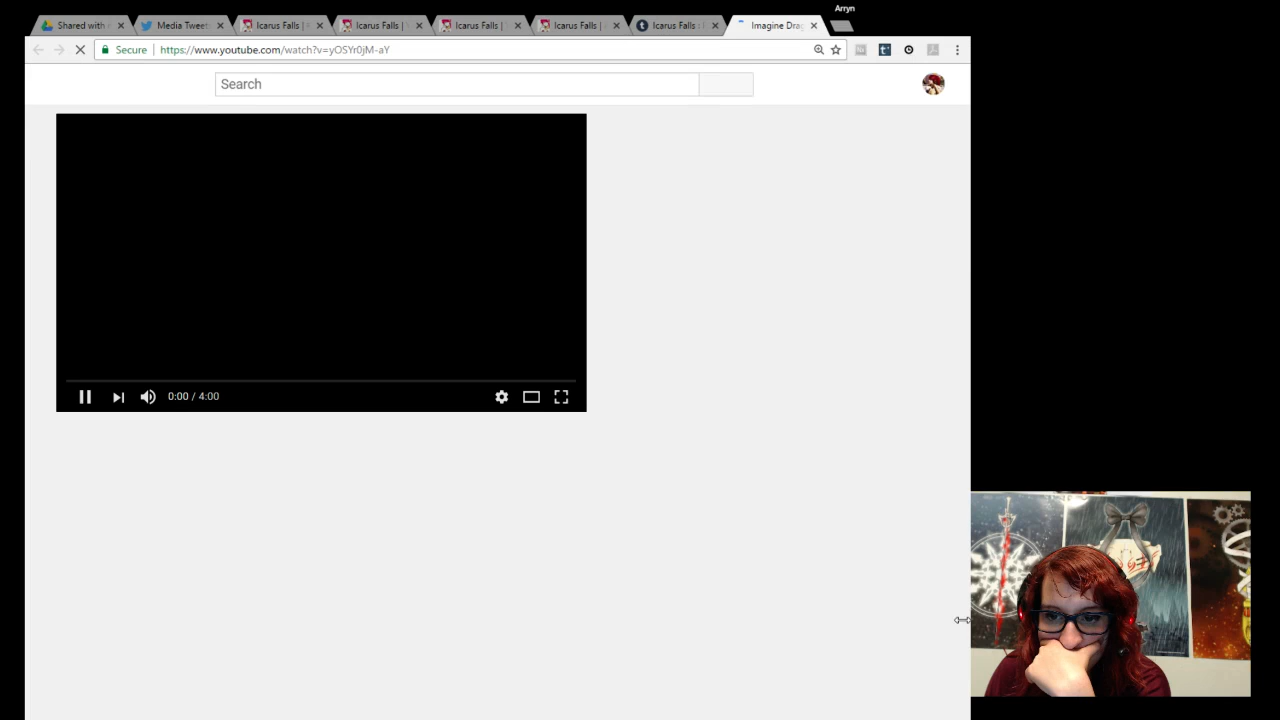 Arryn
Shared with
Media Tweet
Icarus Falls |
Icarus Falls |
Icarus Falls |
Icarus Falls |
Icarus Falls
Imagine Drag
Secure
https://www.youtube.com/watch?v=yOSYr0jM-aY
Search
0:00 / 4:00